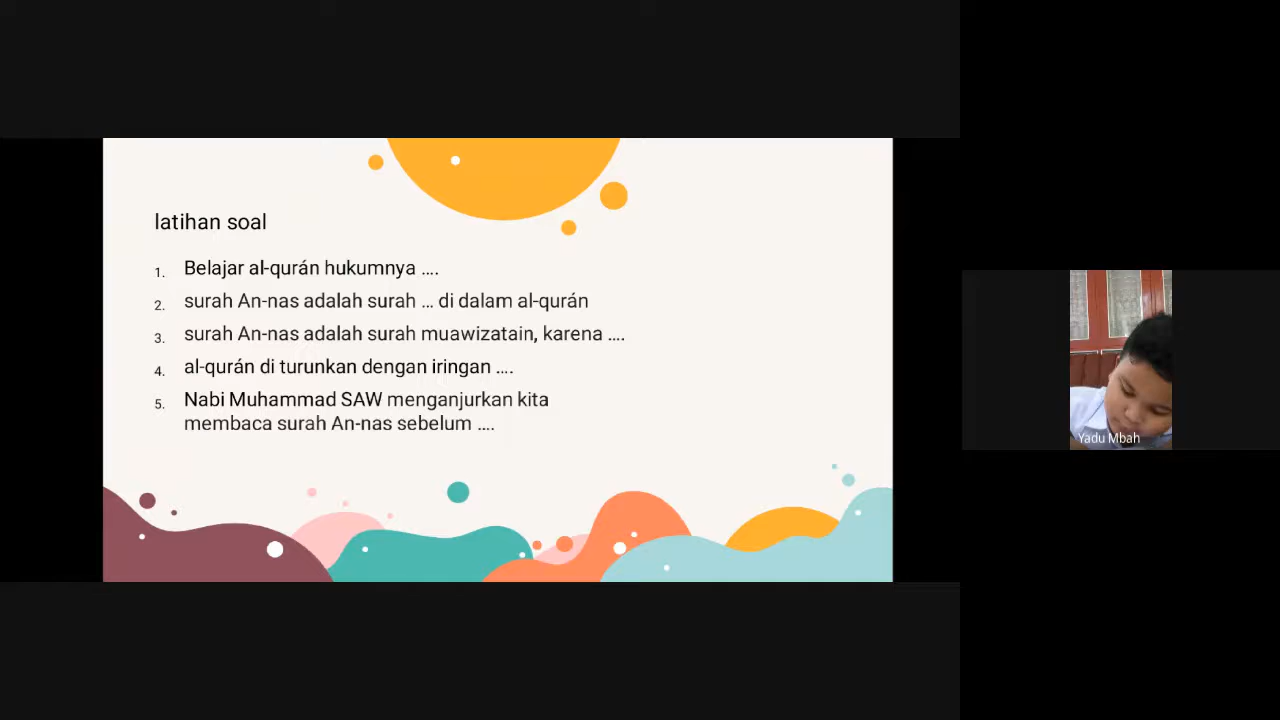 latihan soal
1. Belajar al-qurán hukumnya ....
2. surah An-nas adalah surah ... di dalam al-qurán
3. surah An-nas adalah surah muawizatain, karena ....
4. al-qurán di turunkan dengan iringan ....
5. Nabi Muhammad SAW menganjurkan kita
membaca surah An-nas sebelum ....
Yadu Mbah